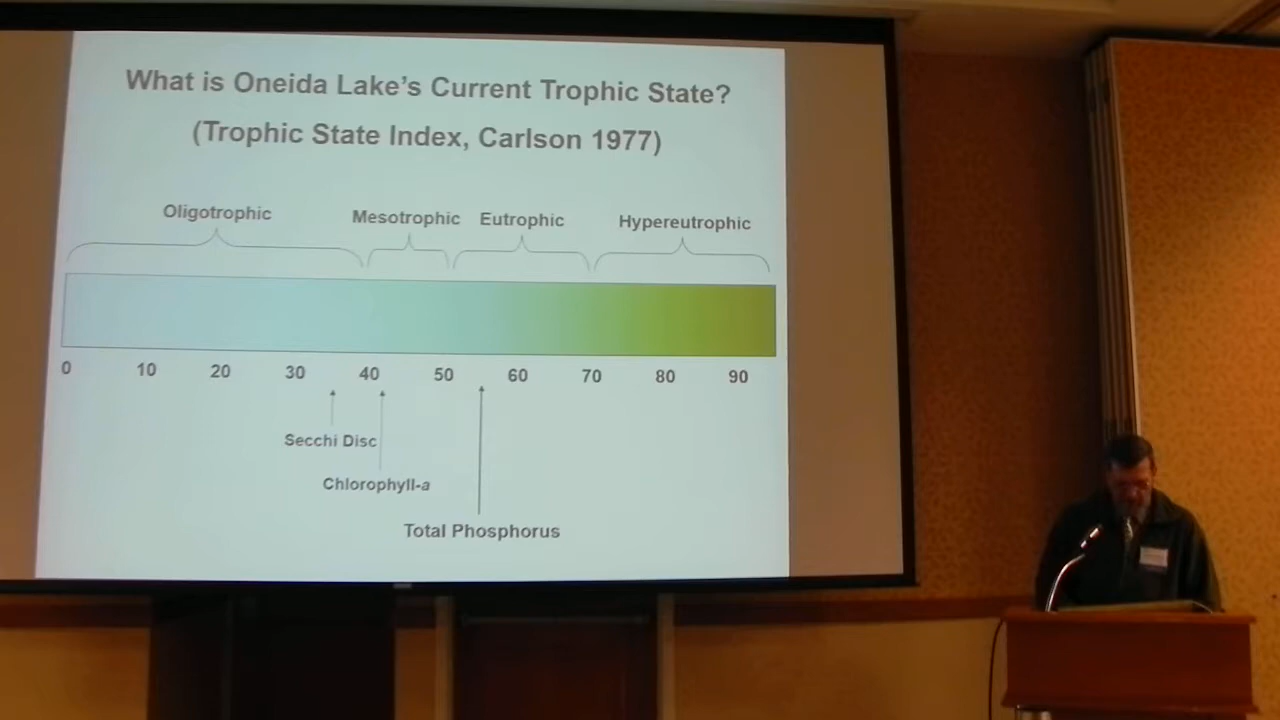 What is Oneida Lake's Current Trophic State?
(Trophic State Index, Carlson 1977)
Oligotrophic Mesotrophic Eutrophic Hypereutrophic
0 10 20 30 40 50 60 70 80 90
Secchi Disc
Chlorophyll-a
Total Phosphorus